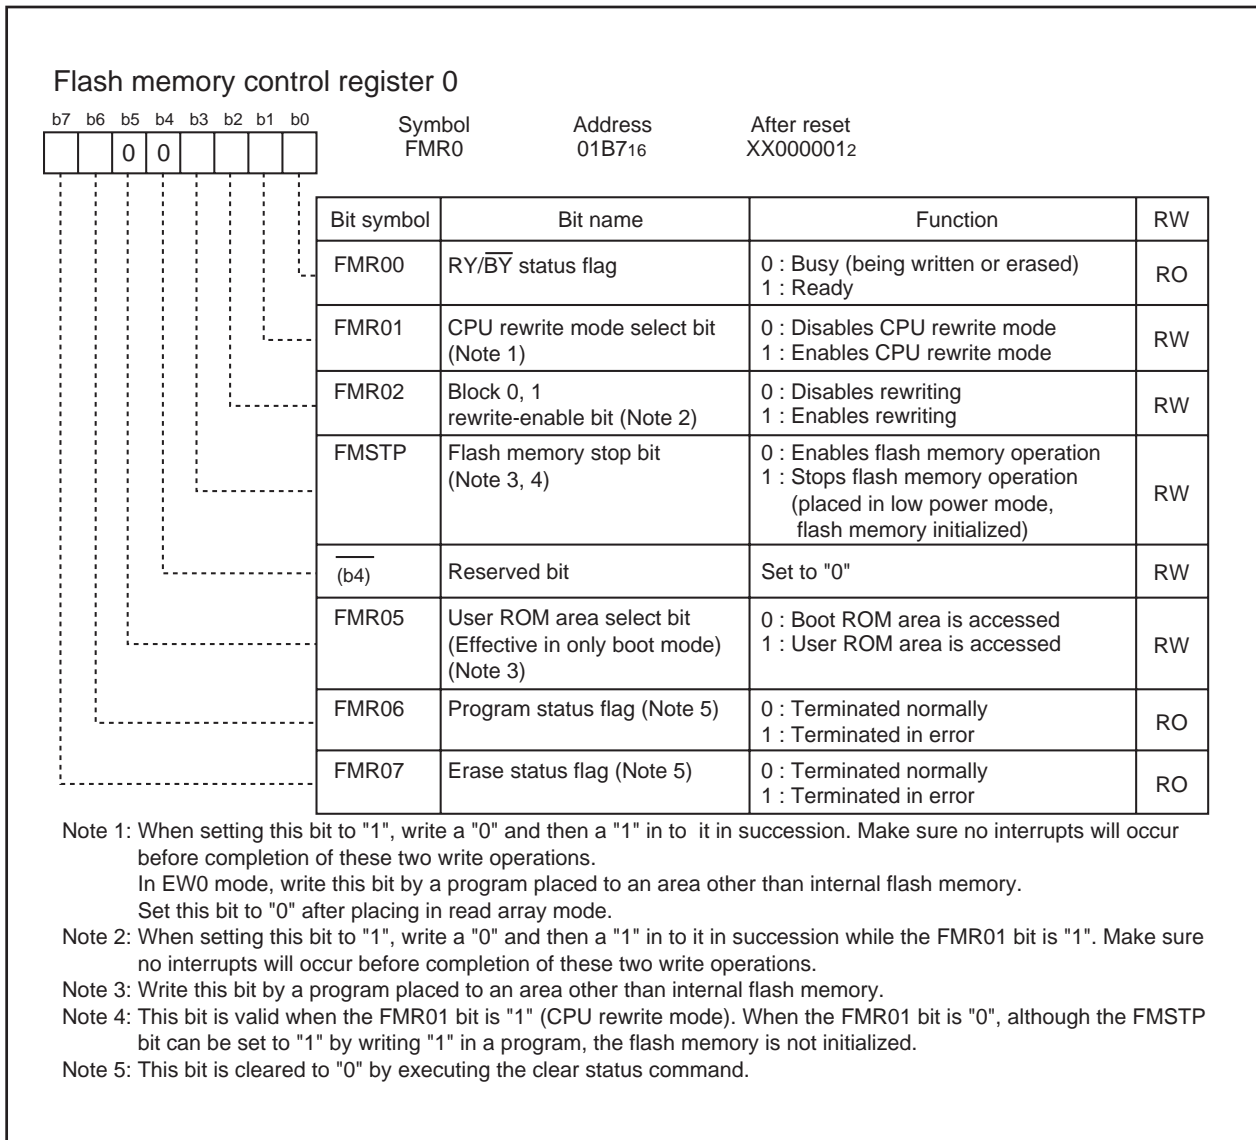 Flash memory control register 0
b7 b6 b5 b4 b3 b2 b1 b0
0 0
Symbol Address After reset
FMR0 01B716 XX0000012
Bit symbol Bit name Function RW
FMR00 RY/BY status flag 0 : Busy (being written or erased)
1 : Ready
RO
FMR01 CPU rewrite mode select bit 0 : Disables CPU rewrite mode
(Note 1) 1 : Enables CPU rewrite mode
RW
FMR02 Block 0, 1 0 : Disables rewriting
rewrite-enable bit (Note 2) 1 : Enables rewriting
RW
FMSTP Flash memory stop bit 0 : Enables flash memory operation
(Note 3, 4) 1 : Stops flash memory operation
(placed in low power mode,
flash memory initialized)
RW
(b4) Reserved bit Set to "0" RW
FMR05 User ROM area select bit 0 : Boot ROM area is accessed
(Effective in only boot mode) 1 : User ROM area is accessed
(Note 3)
RW
FMR06 Program status flag (Note 5) 0 : Terminated normally
1 : Terminated in error
RO
FMR07 Erase status flag (Note 5) 0 : Terminated normally
1 : Terminated in error
RO
Note 1: When setting this bit to "1", write a "0" and then a "1" in to it in succession. Make sure no interrupts will occur
before completion of these two write operations.
In EW0 mode, write this bit by a program placed to an area other than internal flash memory.
Set this bit to "0" after placing in read array mode.
Note 2: When setting this bit to "1", write a "0" and then a "1" in to it in succession while the FMR01 bit is "1". Make sure
no interrupts will occur before completion of these two write operations.
Note 3: Write this bit by a program placed to an area other than internal flash memory.
Note 4: This bit is valid when the FMR01 bit is "1" (CPU rewrite mode). When the FMR01 bit is "0", although the FMSTP
bit can be set to "1" by writing "1" in a program, the flash memory is not initialized.
Note 5: This bit is cleared to "0" by executing the clear status command.